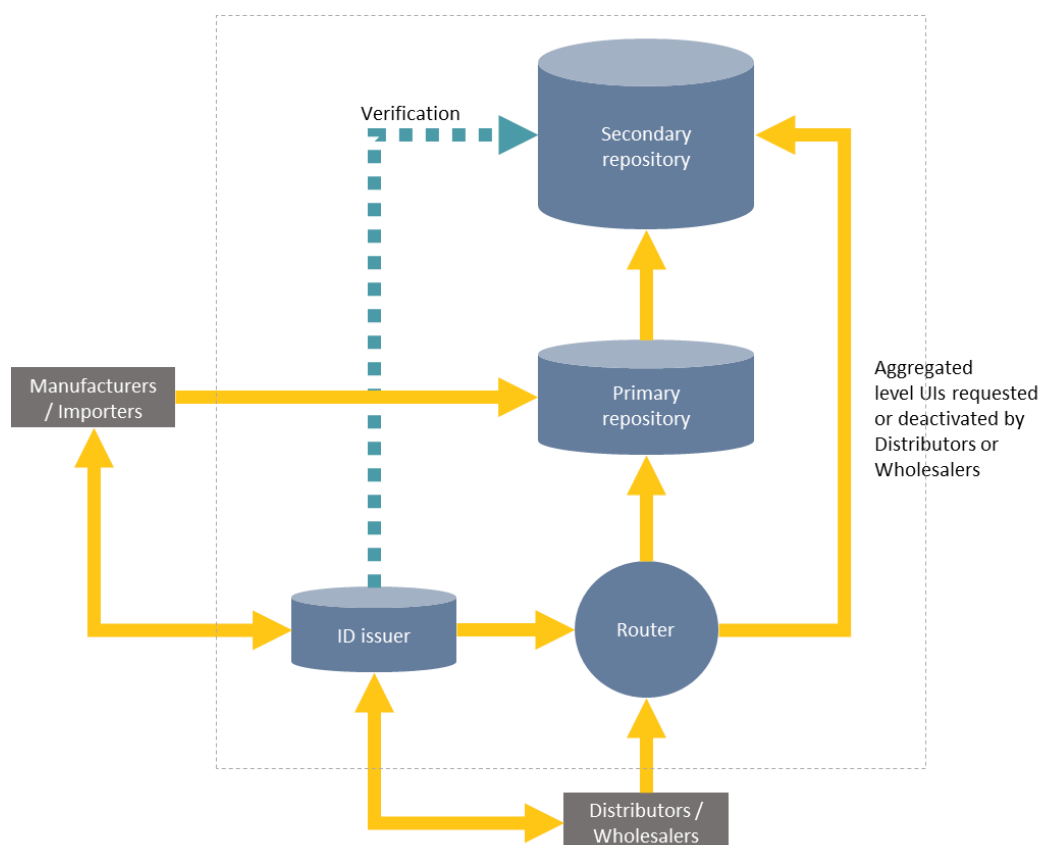 Verification
Secondary
repository
Manufacturers
/ Importers
Primary
repository
Aggregated
level UIs requested
or deactivated by
Distributors or
Wholesalers
ID issuer
Router
Distributors /
Wholesalers